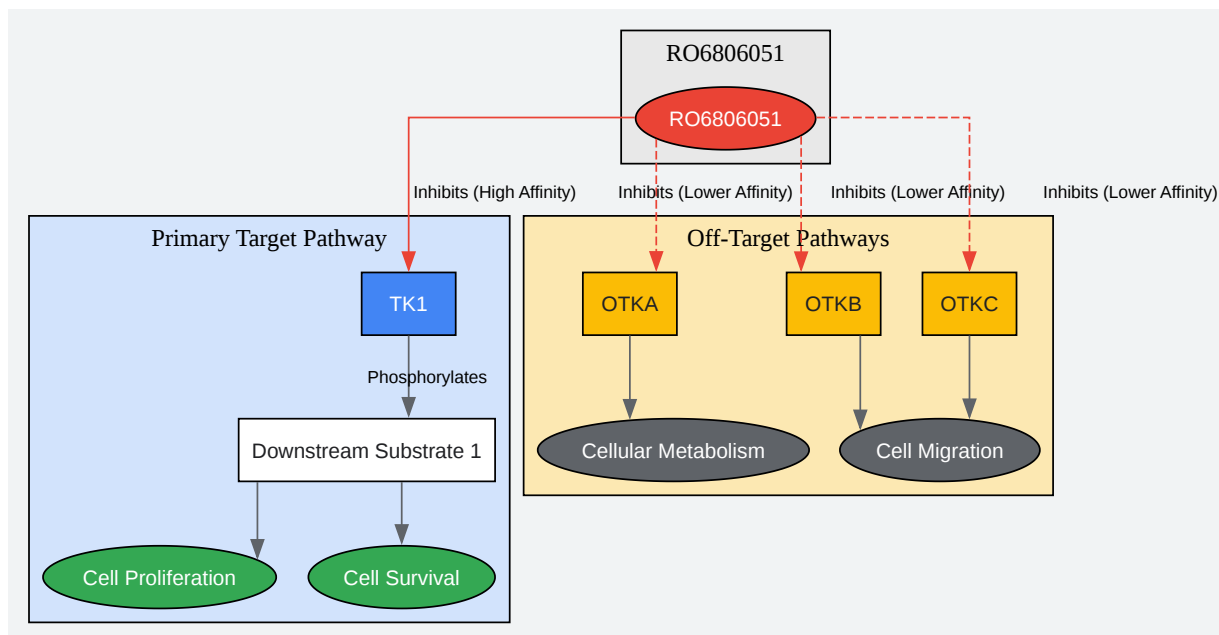 RO6806051
RO6806051
Inhibits (High Affinity)
Inhibits (Lower Affinity)
Inhibits (Lower Affinity)
Inhibits (Lower Affinity)
Primary Target Pathway
Off-Target Pathways
TK1
OTKA
OTKB
OTKC
Phosphorylates
Downstream Substrate 1
Cellular Metabolism
Cell Migration
Cell Proliferation
Cell Survival